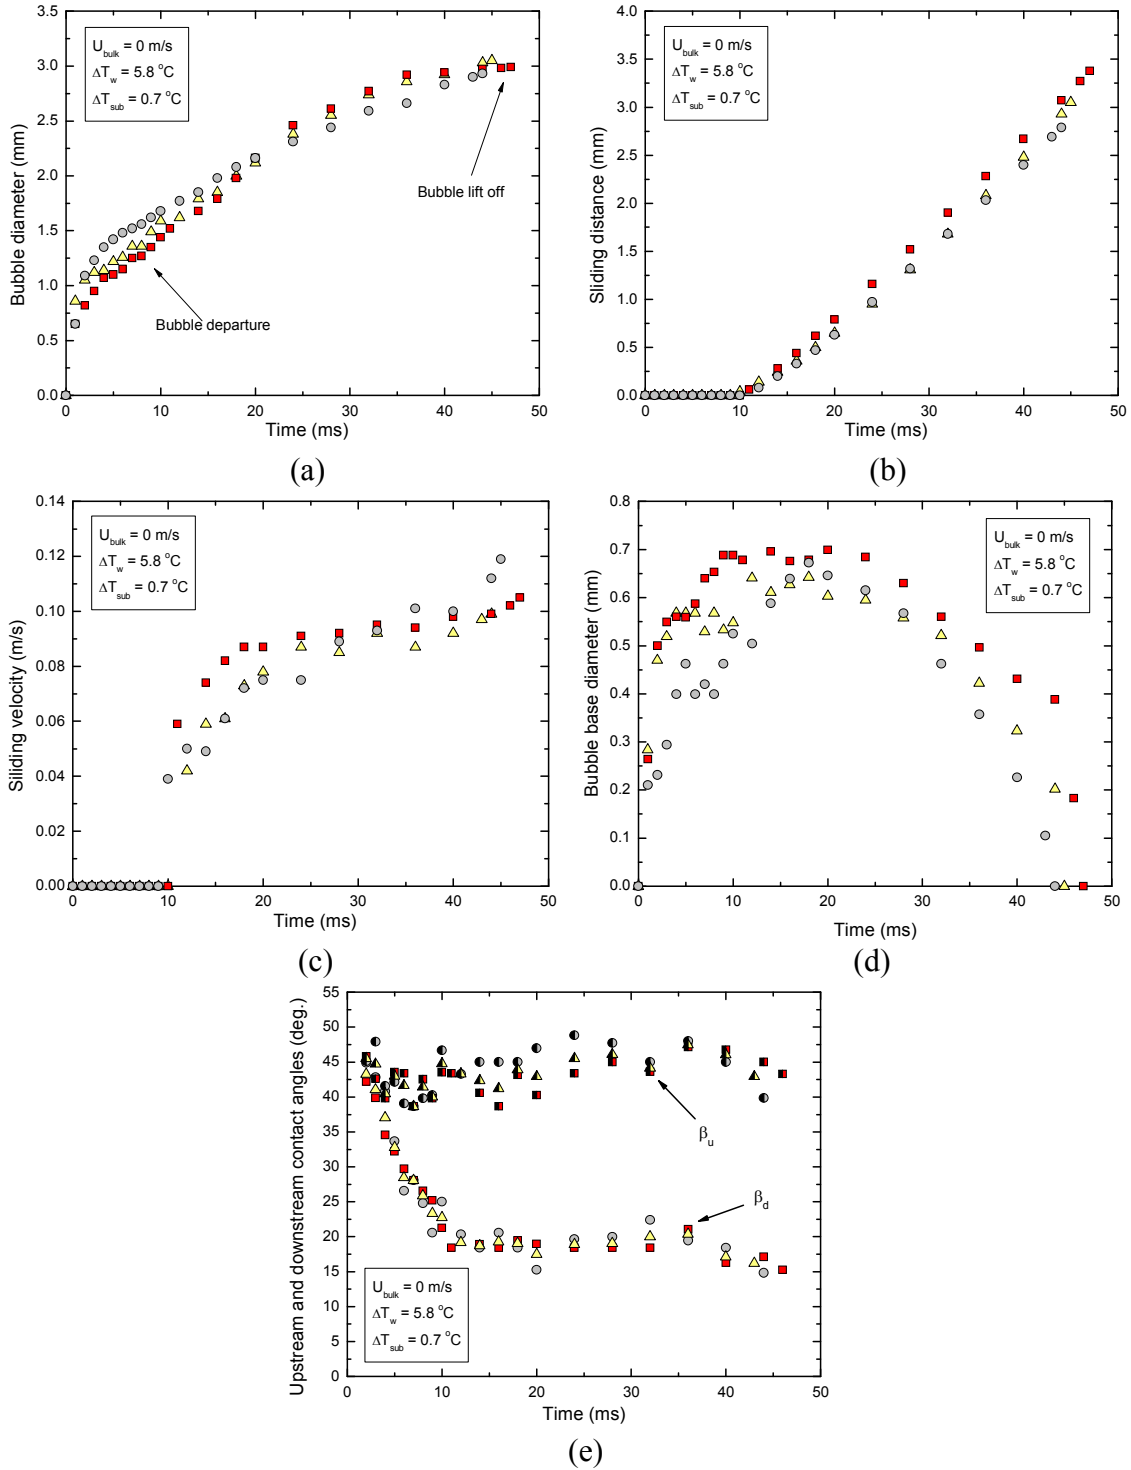 4.0
3.5
3.0
2.5
2.0
1.5
1.0
0.5
0.0
Bubble diameter (mm)
U_bulk = 0 m/s
ΔT_w = 5.8 °C
ΔT_sub = 0.7 °C
Bubble lift off
Bubble departure
0 10 20 30 40 50
Time (ms)
(a)
4.0
3.5
3.0
2.5
2.0
1.5
1.0
0.5
0.0
Sliding distance (mm)
U_bulk = 0 m/s
ΔT_w = 5.8 °C
ΔT_sub = 0.7 °C
0 10 20 30 40 50
Time (ms)
(b)
0.14
0.12
0.10
0.08
0.06
0.04
0.02
0.00
Siliding velocity (m/s)
U_bulk = 0 m/s
ΔT_w = 5.8 °C
ΔT_sub = 0.7 °C
0 10 20 30 40 50
Time (ms)
(c)
0.8
0.7
0.6
0.5
0.4
0.3
0.2
0.1
0.0
Bubble base diameter (mm)
U_bulk = 0 m/s
ΔT_w = 5.8 °C
ΔT_sub = 0.7 °C
0 10 20 30 40 50
Time (ms)
(d)
55
50
45
40
35
30
25
20
15
10
5
0
Upstream and downstream contact angles (deg.)
β_u
β_d
U_bulk = 0 m/s
ΔT_w = 5.8 °C
ΔT_sub = 0.7 °C
0 10 20 30 40 50
Time (ms)
(e)